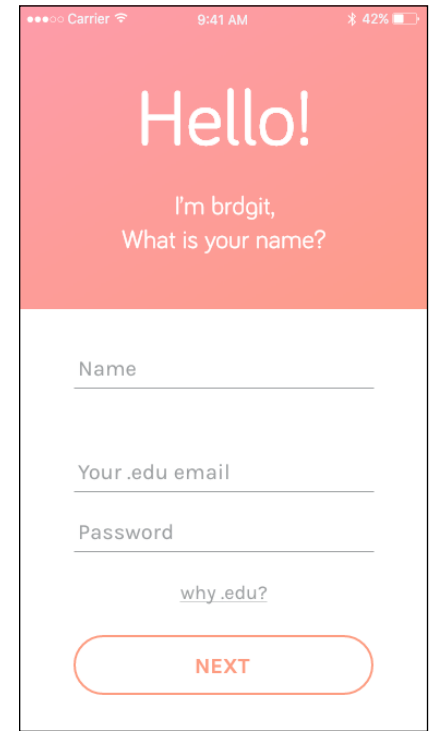 Carrier 9:41 AM 42%
Hello!
I'm brdgit,
What is your name?
Name
Your .edu email
Password
why .edu?
NEXT